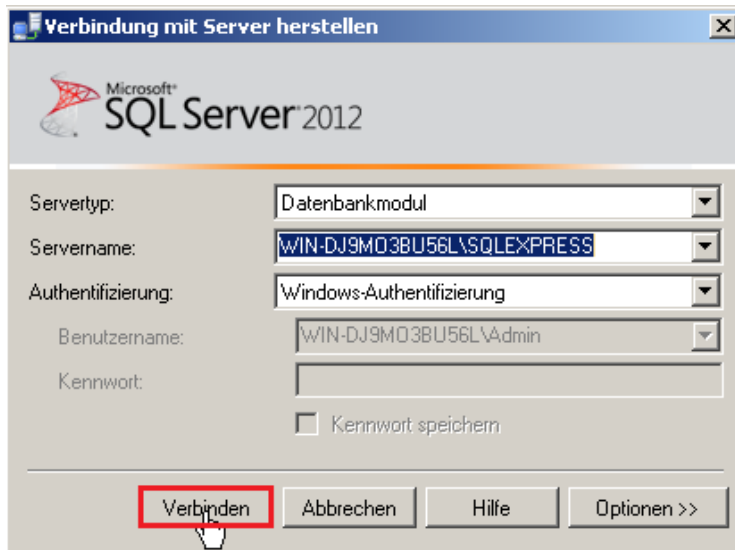 Verbindung mit Server herstellen
Microsoft®
SQL Server® 2012
Servertyp: Datenbankmodul
Servername: WIN-DJ9MO3BU56L\SQLEXPRESS
Authentifizierung: Windows-Authentifizierung
Benutzername: WIN-DJ9MO3BU56L\Admin
Kennwort:
Kennwort speichern
Verbinden Abbrechen Hilfe Optionen >>